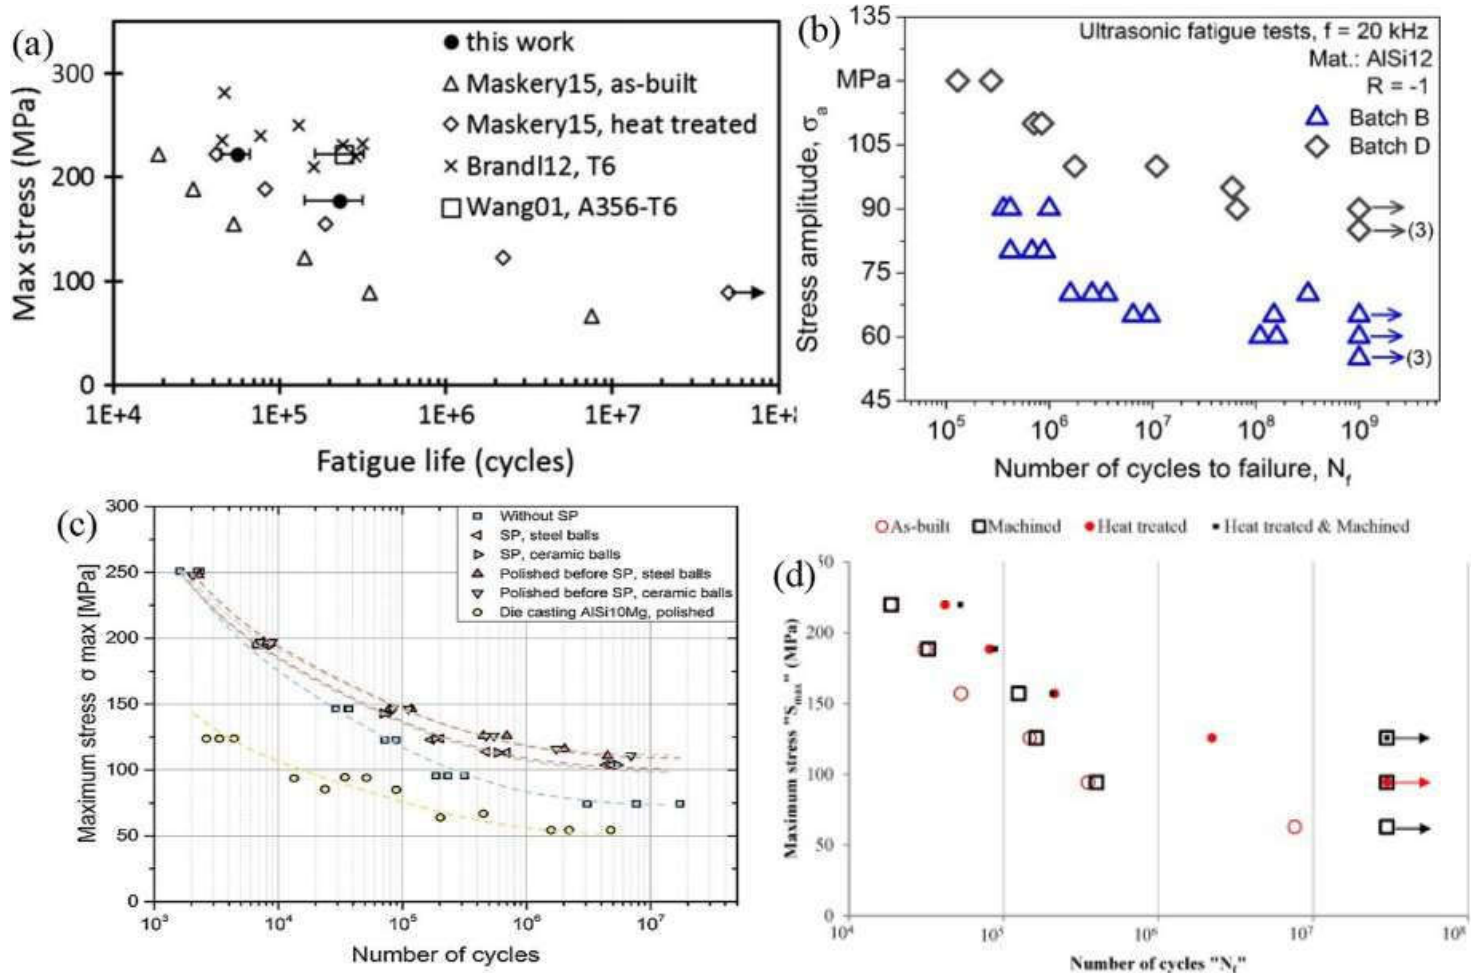 (a)
this work
Maskery15, as-built
Maskery15, heat treated
Brandl12, T6
Wang01, A356-T6
Max stress (MPa)
300
200
100
0
1E+4
1E+5
1E+6
1E+7
1E+
Fatigue life (cycles)
(b)
Ultrasonic fatigue tests, f = 20 kHz
Mat.: AlSi12
R = -1
Batch B
Batch D
Stress amplitude, σa
135
MPa
105
90
75
60
45
(3)
(3)
10^5
10^6
10^7
10^8
10^9
Number of cycles to failure, Nf
(c)
Without SP
SP, steel balls
SP, ceramic balls
Polished before SP, steel balls
Polished before SP, ceramic balls
Die casting AlSi10Mg, polished
Maximum stress σ max [MPa]
300
250
200
150
100
50
0
10^3
10^4
10^5
10^6
10^7
Number of cycles
(d)
As-built
Machined
Heat treated
Heat treated & Machined
Maximum stress "Smax" (MPa)
50
200
150
100
50
0
10^4
10^5
10^6
10^7
10^8
Number of cycles "Nf"